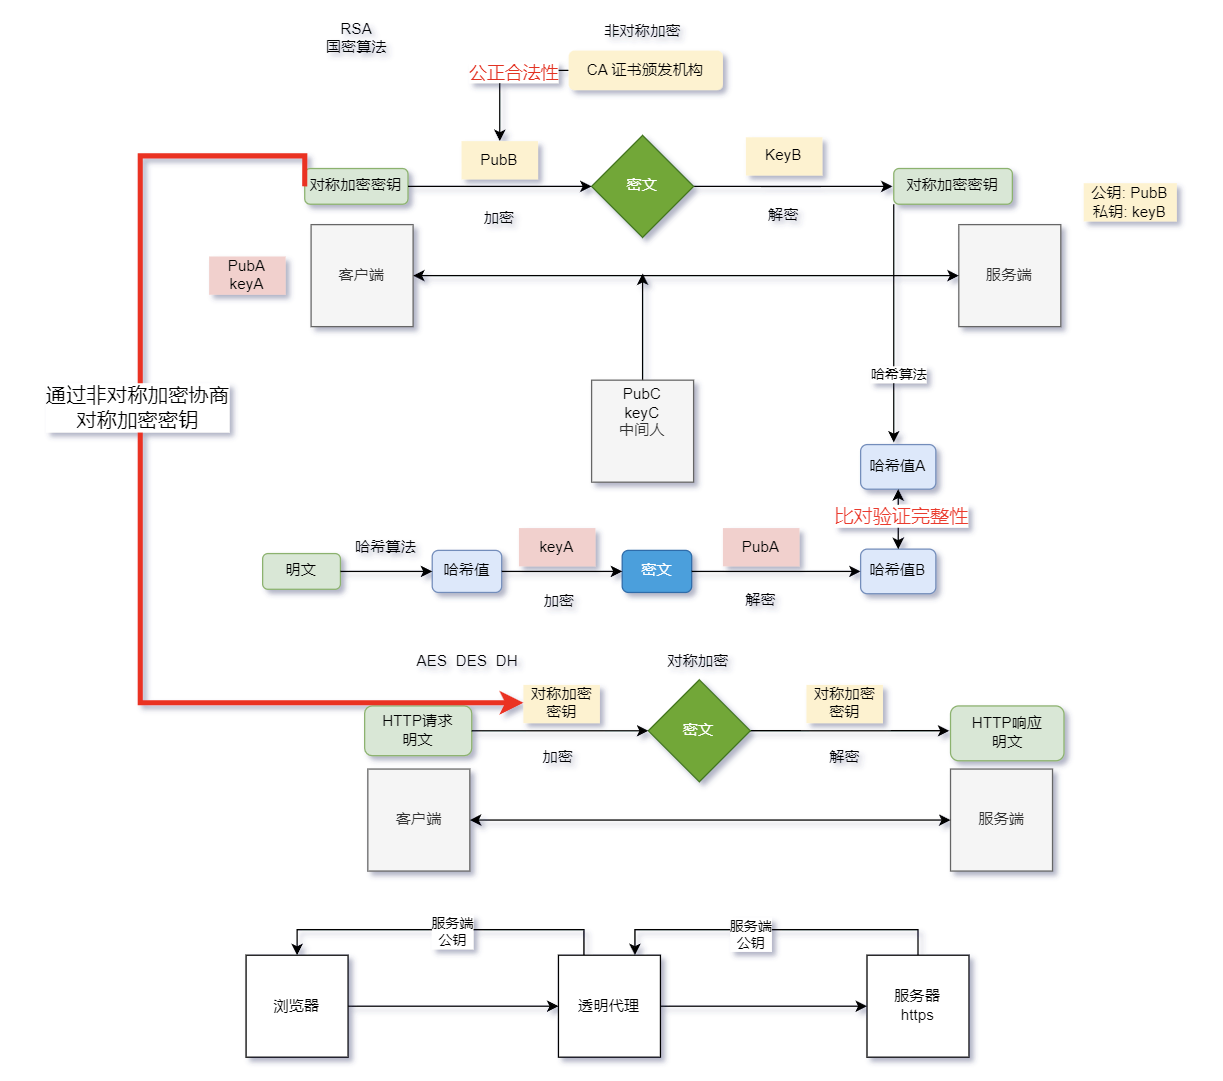 RSA
国密算法
非对称加密
公正合法性
CA 证书颁发机构
PubB
KeyB
对称加密密钥
密文
对称加密密钥
公钥: PubB
私钥: keyB
加密
解密
PubA
keyA
客户端
服务端
哈希算法
通过非对称加密协商
对称加密密钥
PubC
keyC
中间人
哈希值A
比对验证完整性
明文
哈希算法
哈希值
keyA
密文
PubA
哈希值B
加密
解密
AES  DES  DH
对称加密
对称加密
密钥
对称加密
密钥
HTTP请求
明文
密文
HTTP响应
明文
加密
解密
客户端
服务端
服务端
公钥
服务端
公钥
浏览器
透明代理
服务器
https